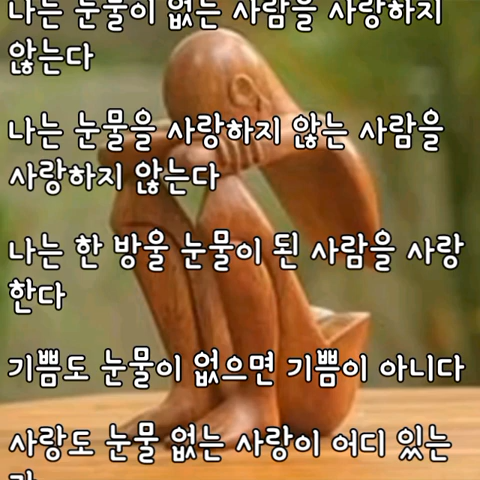 나는 눈물이 없는 사람을 사랑하지
않는다
나는 눈물을 사랑하지 않는 사람을
사랑하지 않는다
나는 한 방울 눈물이 된 사람을 사랑
한다
기쁨도 눈물이 없으면 기쁨이 아니다
사랑도 눈물 없는 사랑이 어디 있는